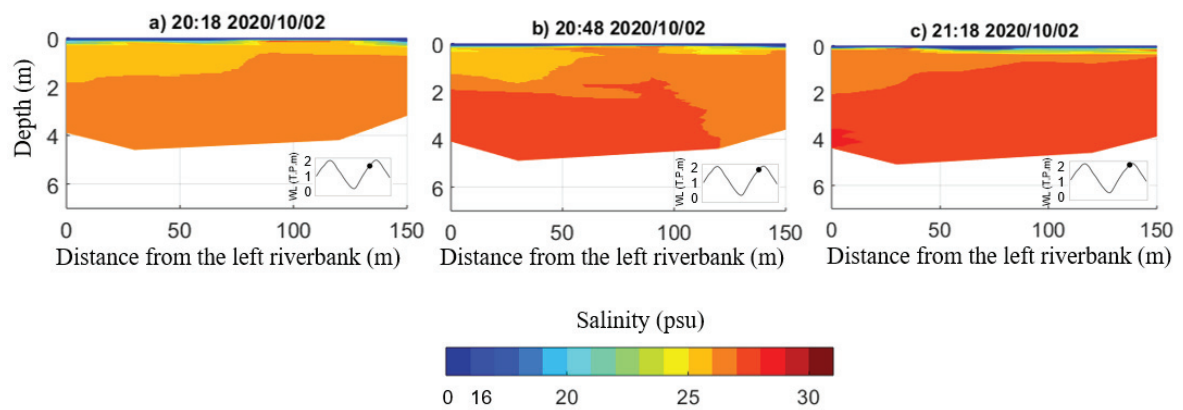 a) 20:18 2020/10/02
0
2
4
6
Depth (m)
WL (T.P.m)
2
1
0
0 50 100 150
Distance from the left riverbank (m)
b) 20:48 2020/10/02
0
2
4
6
WL (T.P.m)
2
1
0
0 50 100 150
Distance from the left riverbank (m)
c) 21:18 2020/10/02
0
2
4
6
WL (T.P.m)
2
1
0
0 50 100 150
Distance from the left riverbank (m)
Salinity (psu)
0 16 20 25 30